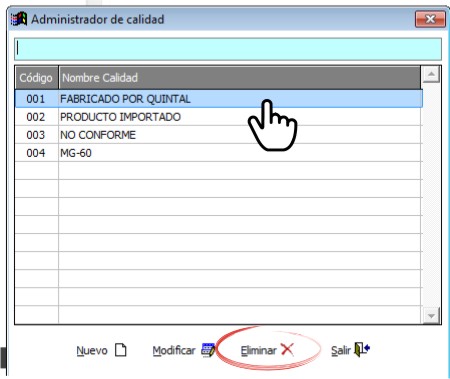 Administrador de calidad
Código Nombre Calidad
001 FABRICADO POR QUINTAL
002 PRODUCTO IMPORTADO
003 NO CONFORME
004 MG-60
Nuevo Modificar Eliminar Salir